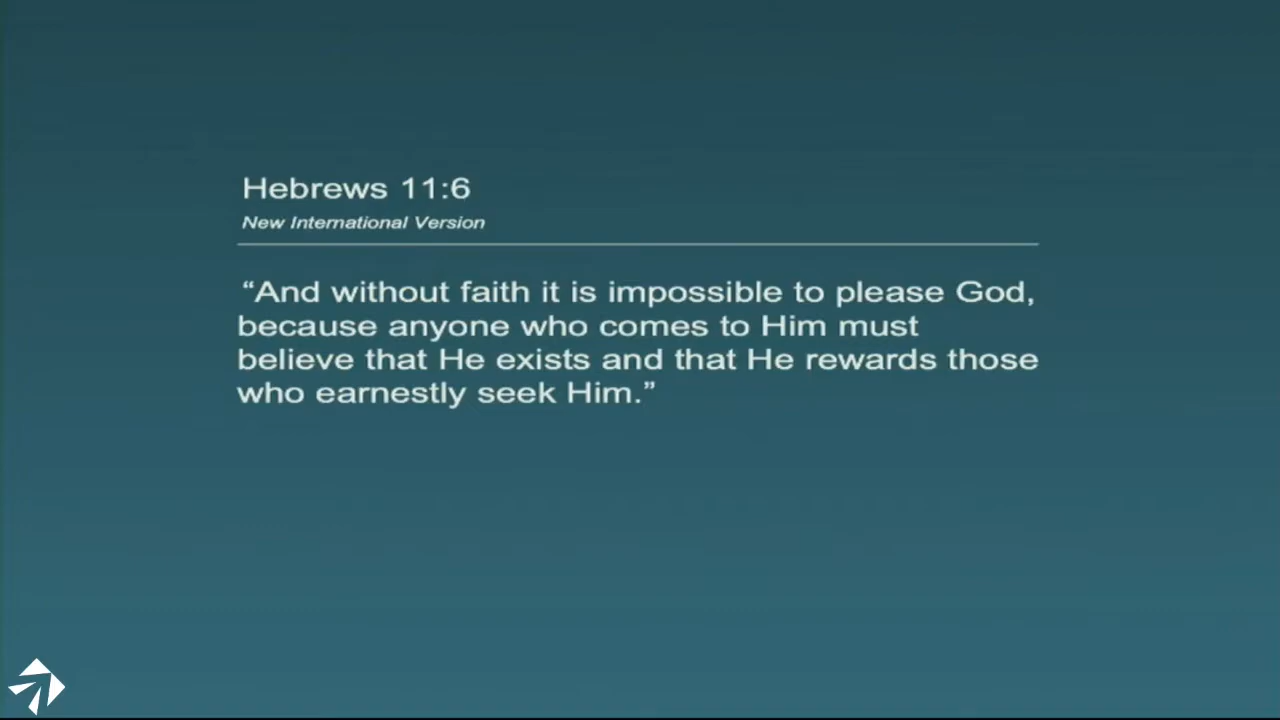 Hebrews 11:6
New International Version
“And without faith it is impossible to please God,
because anyone who comes to Him must
believe that He exists and that He rewards those
who earnestly seek Him.”